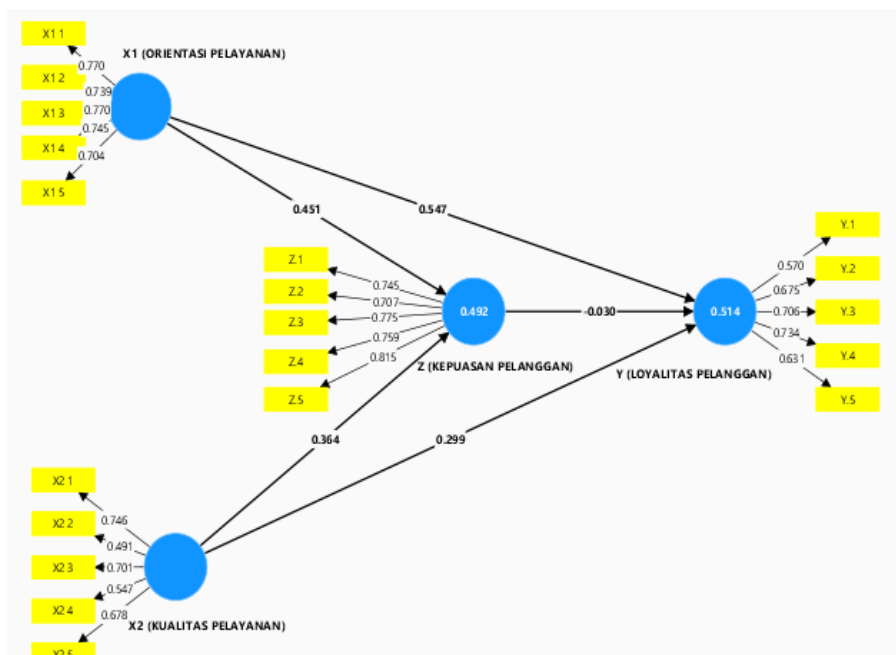 X1 1
X1 2
X1 3
X1 4
X1 5
0.770
0.739
0.770
0.745
0.704
X1 (ORIENTASI PELAYANAN)
0.451
0.547
Z.1
Z.2
Z.3
Z.4
Z.5
0.745
0.707
0.775
0.759
0.815
0.492
Z (KEPUASAN PELANGGAN)
-0.030
0.514
Y (LOYALITAS PELANGGAN)
Y.1
Y.2
Y.3
Y.4
Y.5
0.570
0.675
0.706
0.734
0.631
0.364
0.299
X2 1
X2 2
X2 3
X2 4
X2 5
0.746
0.491
0.701
0.547
0.678
X2 (KUALITAS PELAYANAN)